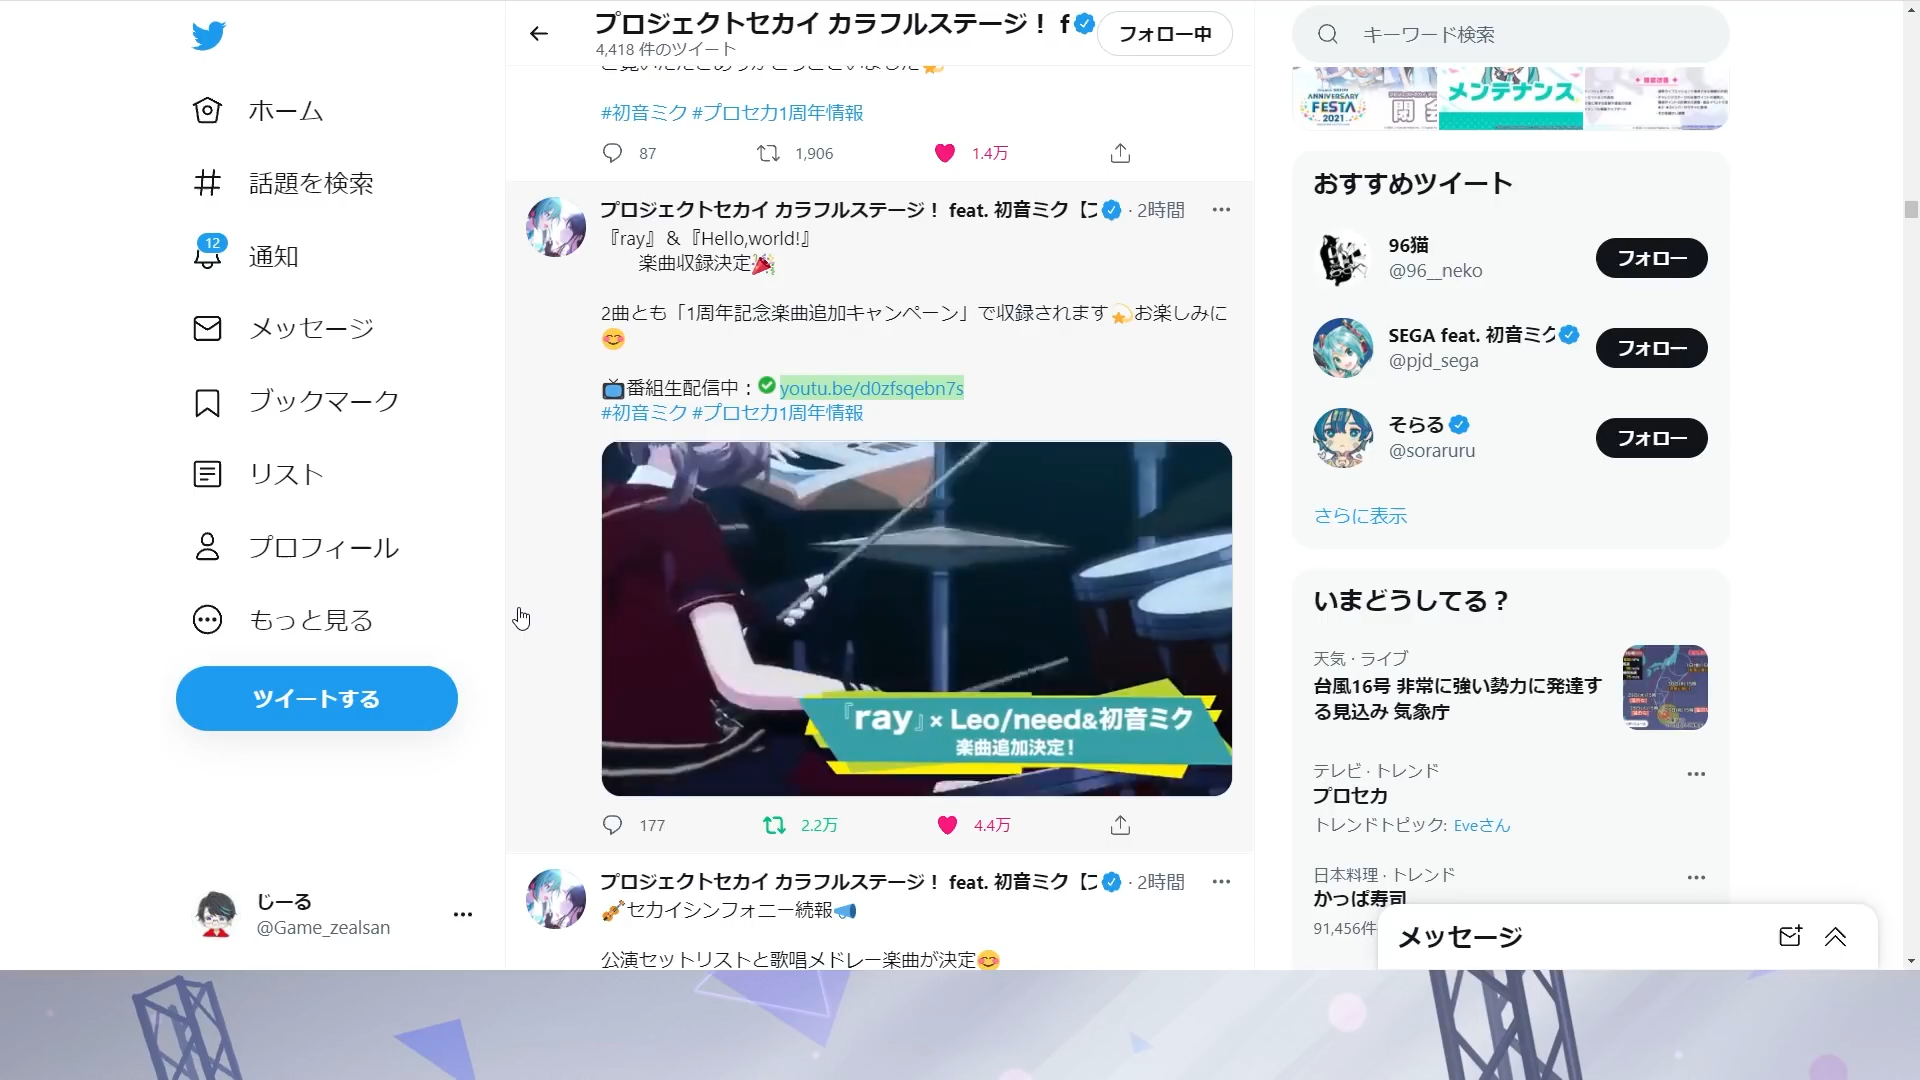 ホーム
話題を検索
12
通知
メッセージ
ブックマーク
リスト
プロフィール
もっと見る
ツイートする
じーる
@Game_zealsan
プロジェクトセカイ カラフルステージ！ f
4,418 件のツイート
フォロー中
#初音ミク #プロセカ1周年情報
87
1,906
1.4万
プロジェクトセカイ カラフルステージ！ feat. 初音ミク【プ
· 2時間
『ray』＆『Hello,world!』
楽曲収録決定🎉
2曲とも「1周年記念楽曲追加キャンペーン」で収録されます💫お楽しみに
😊
📺番組生配信中：✅youtu.be/d0zfsqebn7s
#初音ミク #プロセカ1周年情報
『ray』× Leo/need&初音ミク
楽曲追加決定！
177
2.2万
4.4万
プロジェクトセカイ カラフルステージ！ feat. 初音ミク【プ
· 2時間
🎻セカイシンフォニー続報📣
公演セットリストと歌唱メドレー楽曲が決定😊
キーワード検索
ANNIVERSARY
FESTA
2021
メンテナンス
おすすめツイート
96猫
@96__neko
フォロー
SEGA feat. 初音ミク
@pjd_sega
フォロー
そらる
@soraruru
フォロー
さらに表示
いまどうしてる？
天気 · ライブ
台風16号 非常に強い勢力に発達す
る見込み 気象庁
テレビ · トレンド
プロセカ
トレンドトピック: Eveさん
日本料理 · トレンド
かっぱ寿司
91,456件
メッセージ